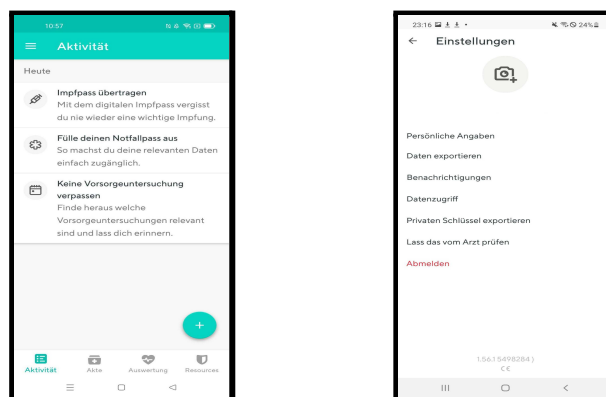 10:57
Aktivität
Heute
Impfpass übertragen
Mit dem digitalen Impfpass vergisst
du nie wieder eine wichtige Impfung.
Fülle deinen Notfallpass aus
So machst du deine relevanten Daten
einfach zugänglich.
Keine Vorsorgeuntersuchung
verpassen
Finde heraus welche
Vorsorgeuntersuchungen relevant
sind und lass dich erinnern.
Aktivität
Akte
Auswertung
Resources
23:16
24%
Einstellungen
Persönliche Angaben
Daten exportieren
Benachrichtigungen
Datenzugriff
Privaten Schlüssel exportieren
Lass das vom Arzt prüfen
Abmelden
CE